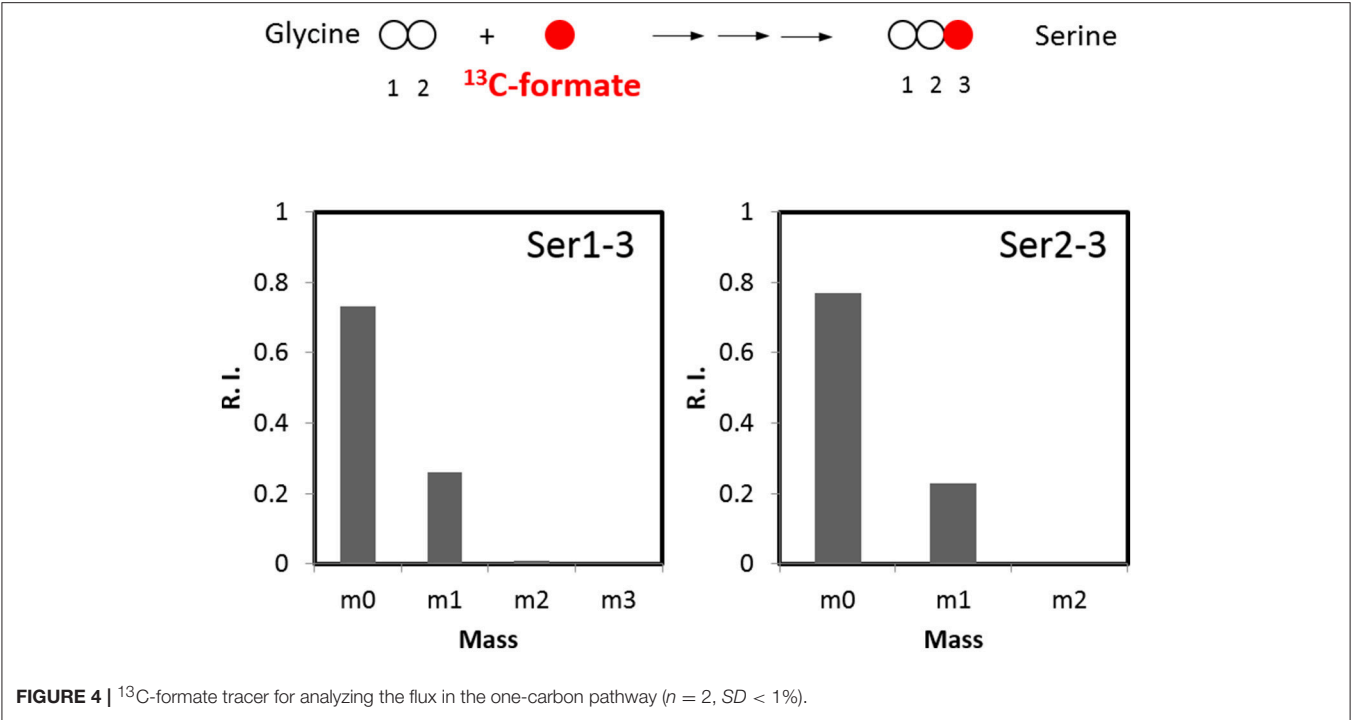 Glycine + Serine
1 2 ¹³C-formate 1 2 3
Ser1-3
1
0.8
0.6
0.4
0.2
0
R. I.
m0 m1 m2 m3
Mass
Ser2-3
1
0.8
0.6
0.4
0.2
0
R. I.
m0 m1 m2
Mass
FIGURE 4 | ¹³C-formate tracer for analyzing the flux in the one-carbon pathway (n = 2, SD < 1%).